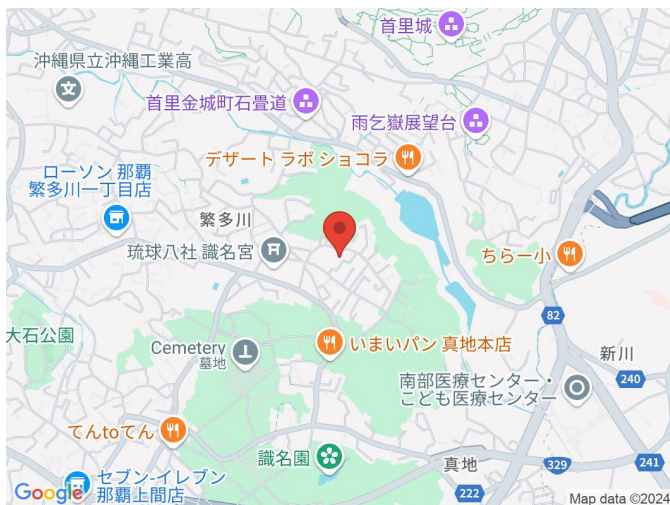 首里城
沖縄県立沖縄工業高
文
首里金城町石畳道
雨乞嶽展望台
デザート ラボ ショコラ
ローソン 那覇
繁多川一丁目店
繁多川
琉球八社 識名宮
ちらー小
82
大石公園
Cemetery
墓地
いまいパン 真地本店
新川
240
南部医療センター・
こども医療センター
てんtoてん
識名園
真地
329
241
セブン-イレブン
那覇上間店
222
Google
Map data ©2024